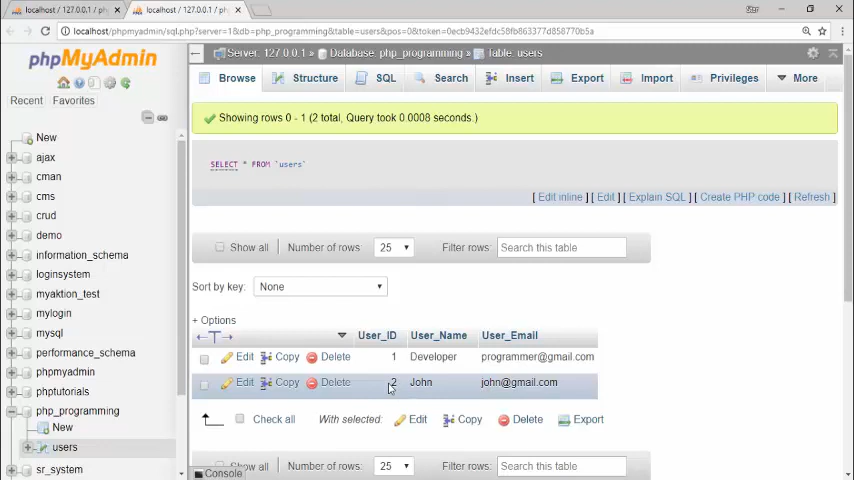 localhost / 127.0.0.1 / p × localhost / 127.0.0.1 / p ×
localhost/phpmyadmin/sql.php?server=1&db=php_programming&table=users&pos=0&token=0ecb9432efdc58fb863377d858770b5a
phpMyAdmin
Recent Favorites
New
ajax
cman
cms
crud
demo
information_schema
loginsystem
myaktion_test
mylogin
mysql
performance_schema
phpmyadmin
phptutorials
php_programming
New
users
sr_system
Server: 127.0.0.1 » Database: php_programming » Table: users
Browse Structure SQL Search Insert Export Import Privileges More
Showing rows 0 - 1 (2 total, Query took 0.0008 seconds.)
SELECT * FROM `users`
[ Edit inline ] [ Edit ] [ Explain SQL ] [ Create PHP code ] [ Refresh ]
Show all Number of rows: 25 Filter rows: Search this table
Sort by key: None
+ Options
←T→ User_ID User_Name User_Email
Edit Copy Delete 1 Developer programmer@gmail.com
Edit Copy Delete 2 John john@gmail.com
Check all With selected: Edit Copy Delete Export
Show all Number of rows: 25 Filter rows: Search this table
Console